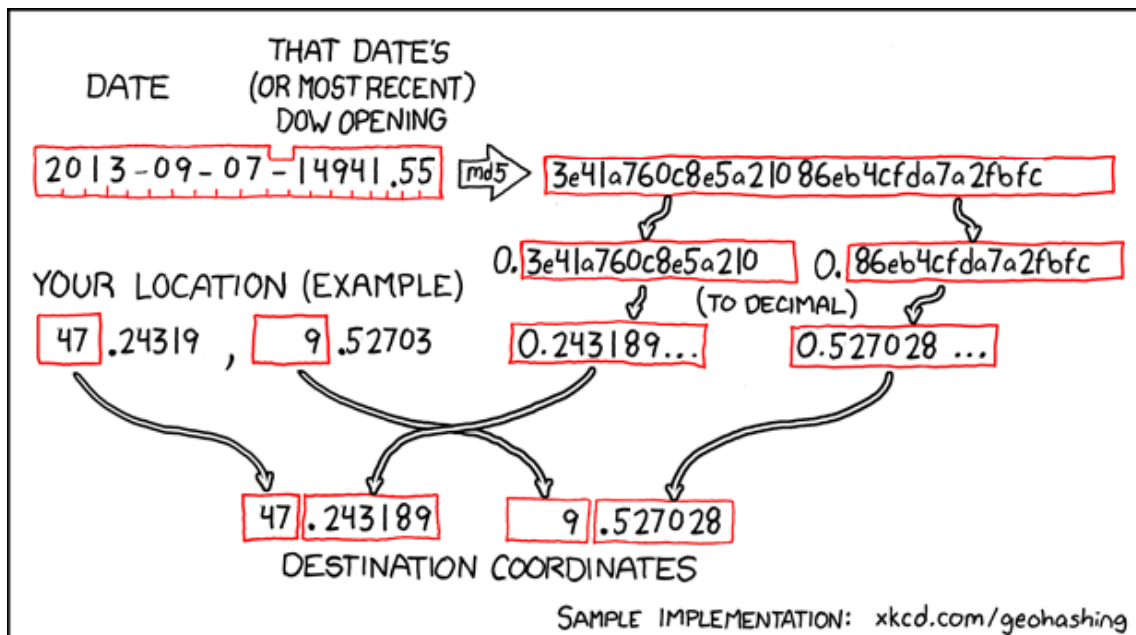 DATE
THAT DATE'S
(OR MOST RECENT)
DOW OPENING
2013-09-07-14941.55
md5
3e41a760c8e5a21086eb4cfda7a2fbfc
0.3e41a760c8e5a210
0.86eb4cfda7a2fbfc
(TO DECIMAL)
YOUR LOCATION (EXAMPLE)
47.24319, 9.52703
0.243189...
0.527028...
47.243189
9.527028
DESTINATION COORDINATES
SAMPLE IMPLEMENTATION: xkcd.com/geohashing